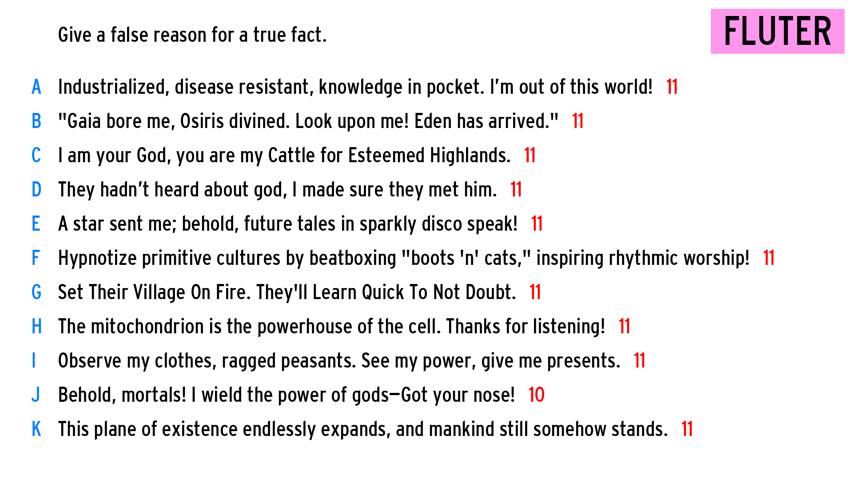 Give a false reason for a true fact.
FLUTER
A Industrialized, disease resistant, knowledge in pocket. I'm out of this world! 11
B "Gaia bore me, Osiris divined. Look upon me! Eden has arrived." 11
C I am your God, you are my Cattle for Esteemed Highlands. 11
D They hadn't heard about god, I made sure they met him. 11
E A star sent me; behold, future tales in sparkly disco speak! 11
F Hypnotize primitive cultures by beatboxing "boots 'n' cats," inspiring rhythmic worship! 11
G Set Their Village On Fire. They'll Learn Quick To Not Doubt. 11
H The mitochondrion is the powerhouse of the cell. Thanks for listening! 11
I Observe my clothes, ragged peasants. See my power, give me presents. 11
J Behold, mortals! I wield the power of gods—Got your nose! 10
K This plane of existence endlessly expands, and mankind still somehow stands. 11